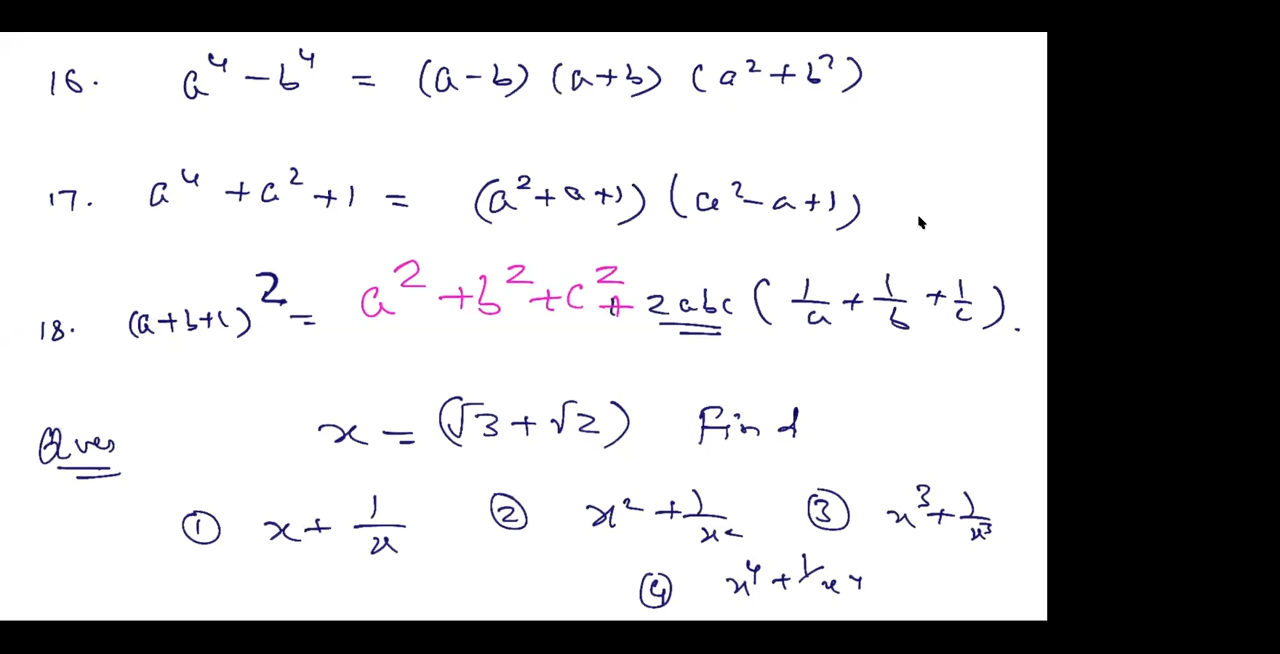 16. a⁴ - b⁴ = (a-b) (a+b) (a² + b²)
17. a⁴ + a² + 1 = (a² + a + 1) (a² - a + 1)
18. (a+b+c)² = a² + b² + c² + 2abc (1/a + 1/b + 1/c).
Ques x = (√3 + √2) Find
① x + 1/x ② x² + 1/x² ③ x³ + 1/x³
④ x⁴ + 1/x⁴